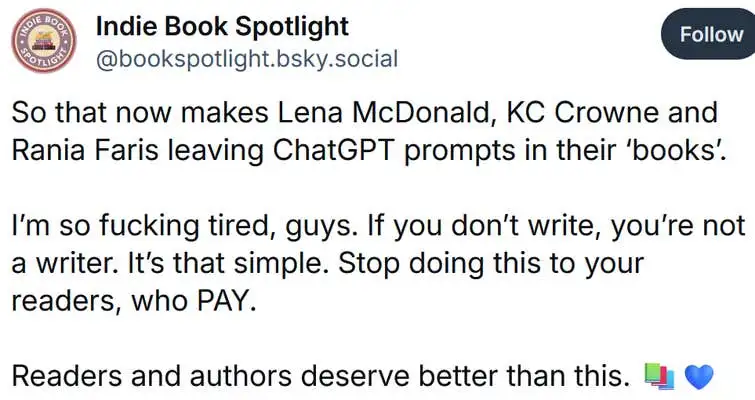 INDIE BOOK
SPOTLIGHT
Indie Book Spotlight
@bookspotlight.bsky.social
Follow
So that now makes Lena McDonald, KC Crowne and
Rania Faris leaving ChatGPT prompts in their ‘books’.
I’m so fucking tired, guys. If you don’t write, you’re not
a writer. It’s that simple. Stop doing this to your
readers, who PAY.
Readers and authors deserve better than this. 📚 💙